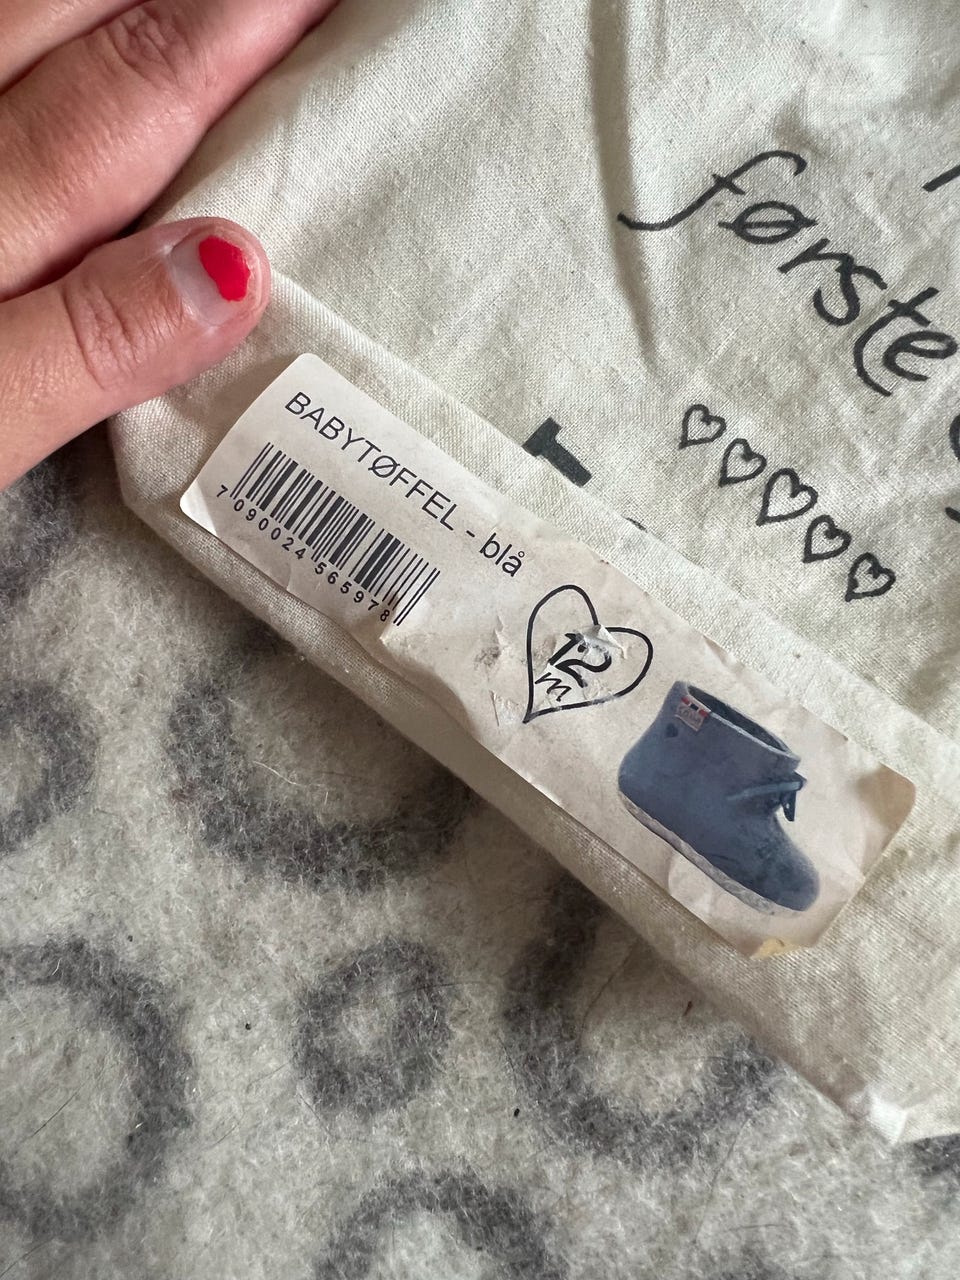 første
BABYTØFFEL - blå
7 090024 565978
12
m